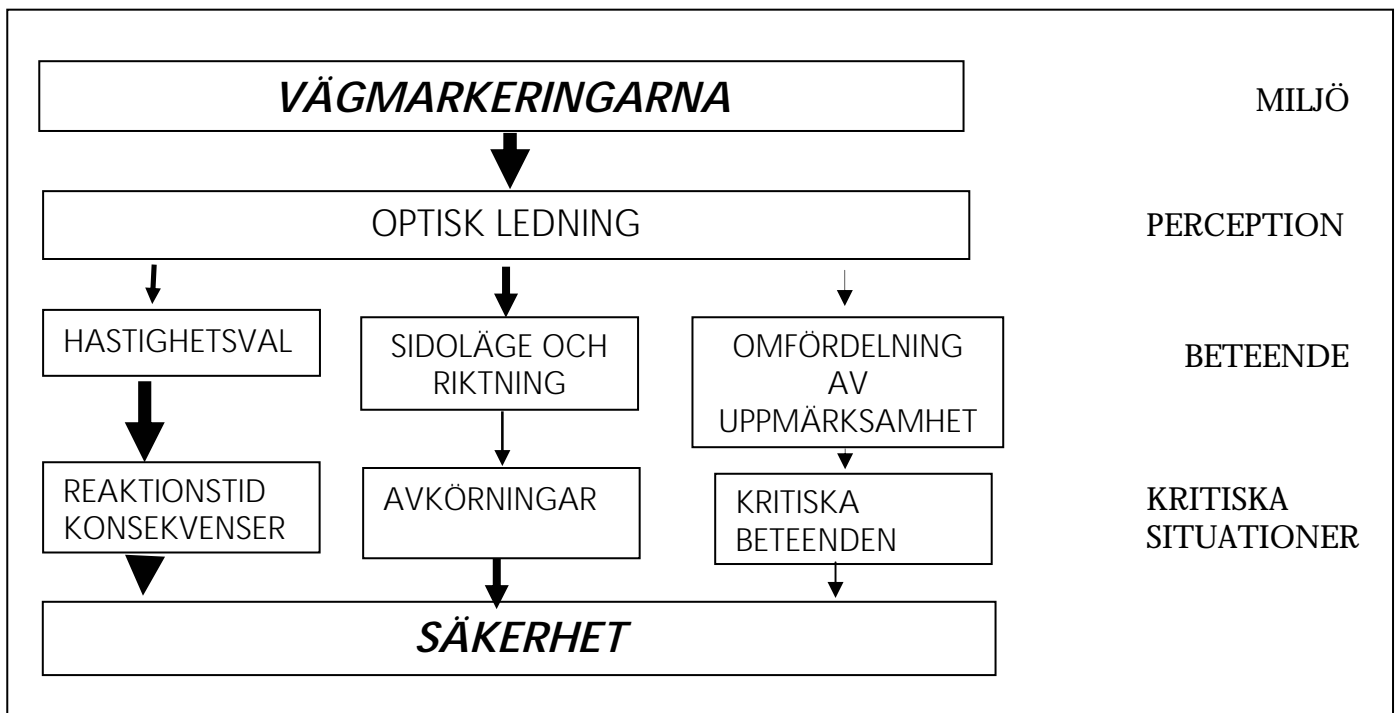 VÄGMARKERINGARNA
MILJÖ
OPTISK LEDNING
PERCEPTION
HASTIGHETSVAL
SIDOLÄGE OCH
RIKTNING
OMFÖRDELNING
AV
UPPMÄRKSAMHET
BETEENDE
REAKTIONSTID
KONSEKVENSER
AVKÖRNINGAR
KRITISKA
BETEENDEN
KRITISKA
SITUATIONER
SÄKERHET